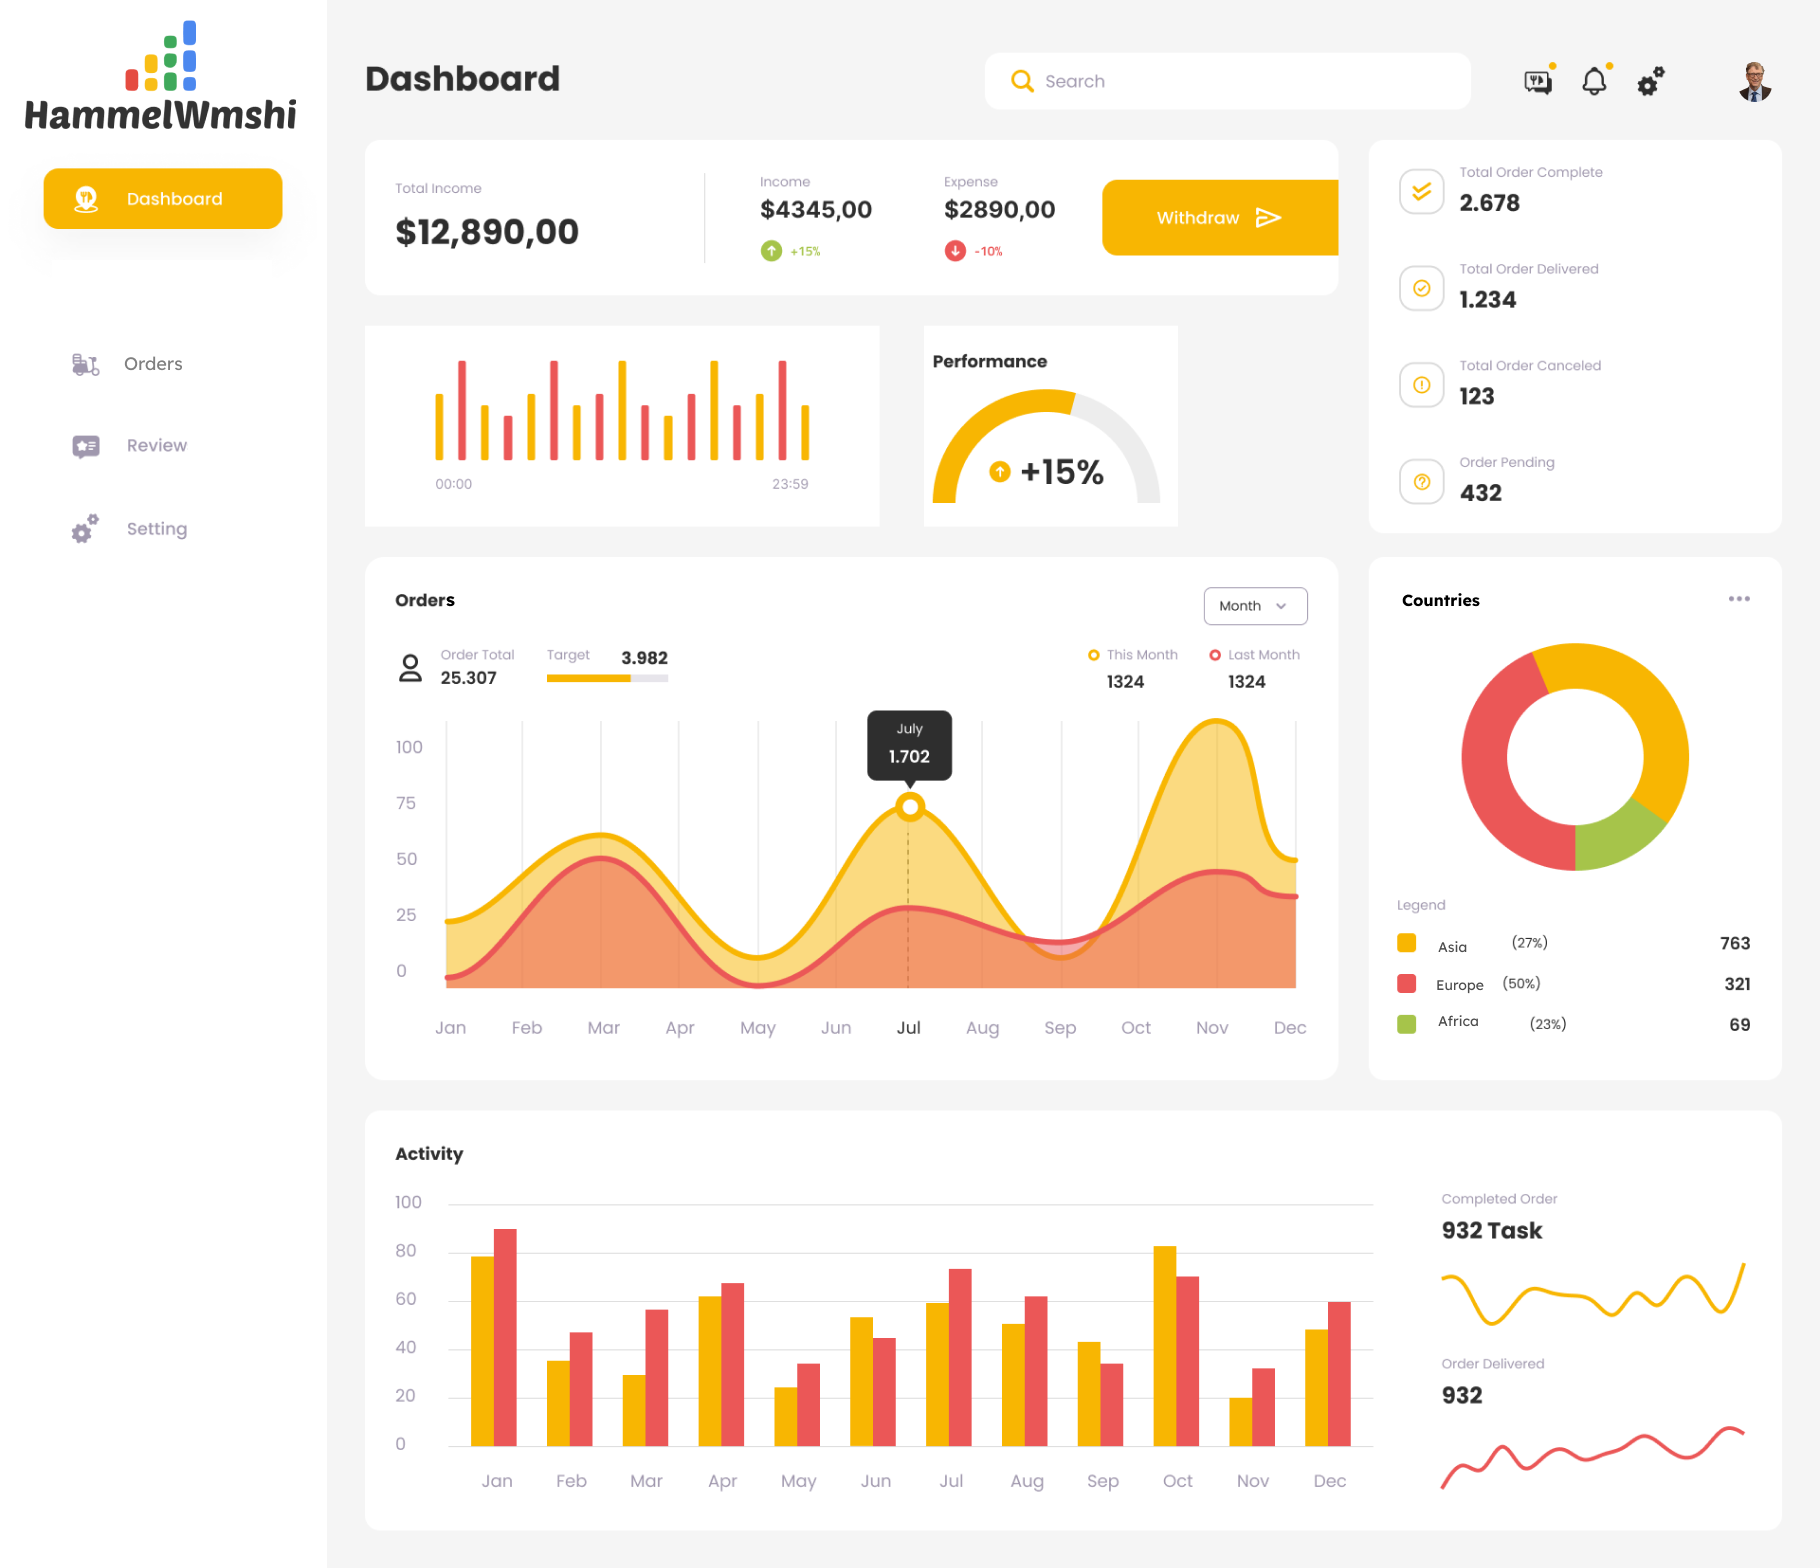 HammelWmshi
Dashboard
Orders
Review
Setting
Dashboard
Search
Total Income
$12,890,00
Income
$4345,00
+15%
Expense
$2890,00
-10%
Withdraw
Total Order Complete
2.678
Total Order Delivered
1.234
Total Order Canceled
123
Order Pending
432
00:00
23:59
Performance
+15%
Orders
Month
Order Total
25.307
Target
3.982
This Month
1324
Last Month
1324
July
1.702
100
75
50
25
0
Jan Feb Mar Apr May Jun Jul Aug Sep Oct Nov Dec
Countries
Legend
Asia (27%) 763
Europe (50%) 321
Africa (23%) 69
Activity
100
80
60
40
20
0
Jan Feb Mar Apr May Jun Jul Aug Sep Oct Nov Dec
Completed Order
932 Task
Order Delivered
932